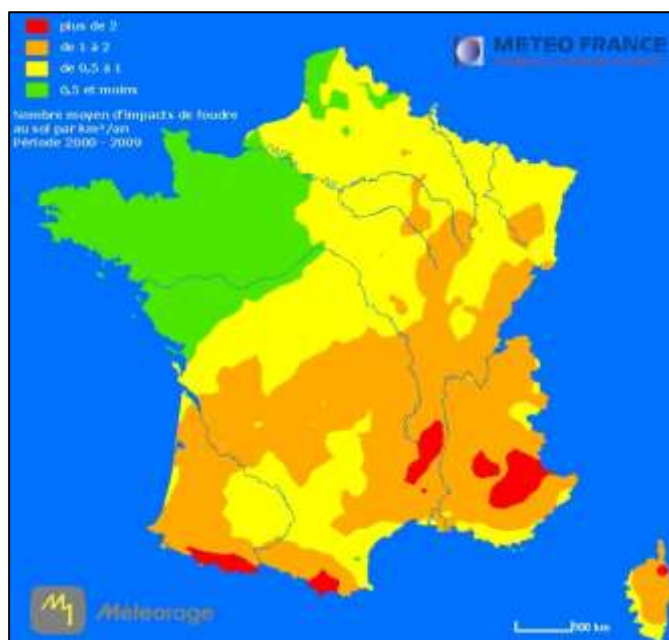 plus de 2
de 1 à 2
de 0,5 à 1
0,5 et moins
METEO FRANCE
Nombre moyen d'impacts de foudre
au sol par km²/an
Période 2000 - 2009
Météorage
100 km